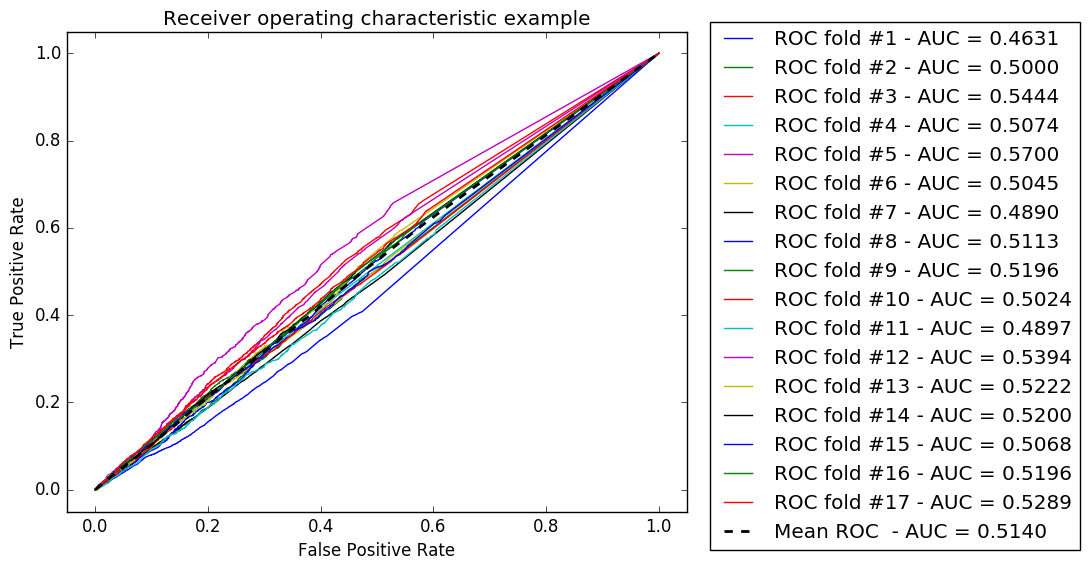 Receiver operating characteristic example
1.0
0.8
0.6
0.4
0.2
0.0
True Positive Rate
0.0 0.2 0.4 0.6 0.8 1.0
False Positive Rate
ROC fold #1 - AUC = 0.4631
ROC fold #2 - AUC = 0.5000
ROC fold #3 - AUC = 0.5444
ROC fold #4 - AUC = 0.5074
ROC fold #5 - AUC = 0.5700
ROC fold #6 - AUC = 0.5045
ROC fold #7 - AUC = 0.4890
ROC fold #8 - AUC = 0.5113
ROC fold #9 - AUC = 0.5196
ROC fold #10 - AUC = 0.5024
ROC fold #11 - AUC = 0.4897
ROC fold #12 - AUC = 0.5394
ROC fold #13 - AUC = 0.5222
ROC fold #14 - AUC = 0.5200
ROC fold #15 - AUC = 0.5068
ROC fold #16 - AUC = 0.5196
ROC fold #17 - AUC = 0.5289
Mean ROC  - AUC = 0.5140